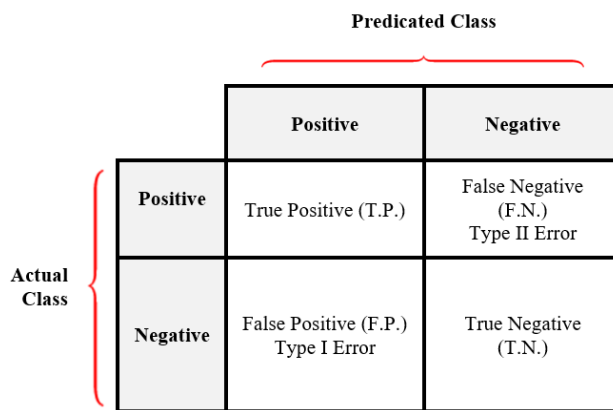 Predicated Class
Positive
Negative
Positive
True Positive (T.P.)
False Negative
(F.N.)
Type II Error
Actual
Class
Negative
False Positive (F.P.)
Type I Error
True Negative
(T.N.)